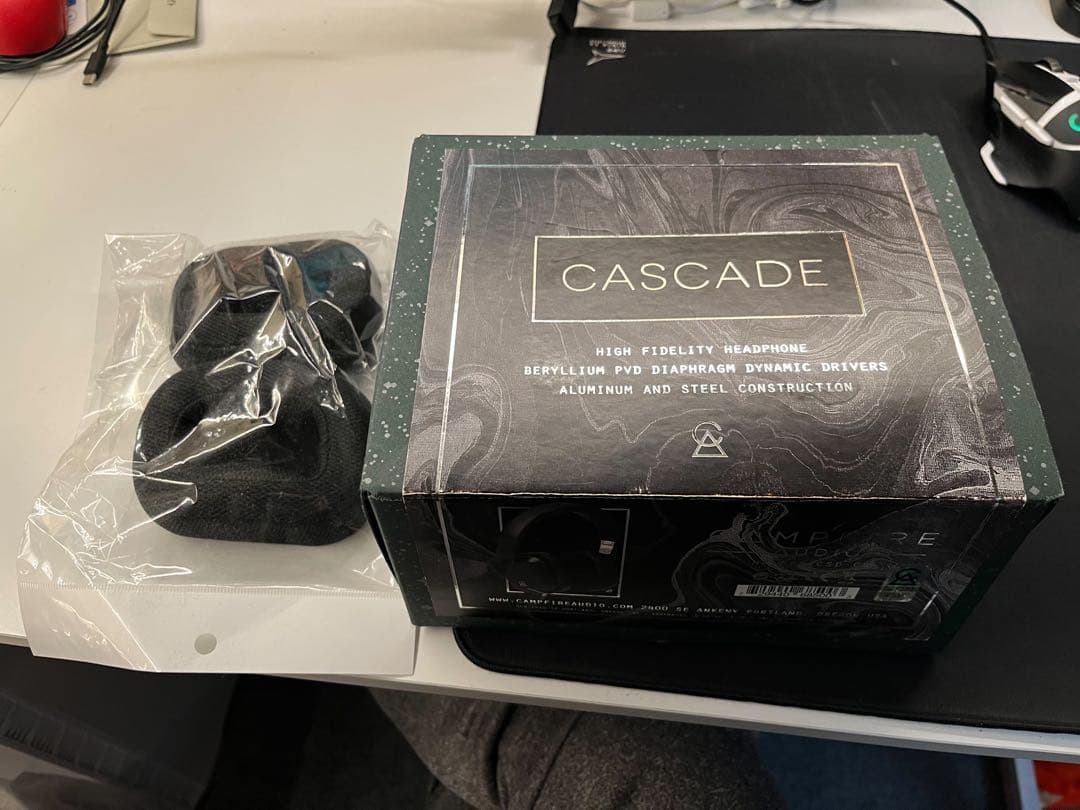 CASCADE
HIGH FIDELITY HEADPHONE
BERYLLIUM PVD DIAPHRAGM DYNAMIC DRIVERS
ALUMINUM AND STEEL CONSTRUCTION
WWW.CAMPFIREAUDIO.COM 2400 SE ANKENY PORTLAND, OREGON USA